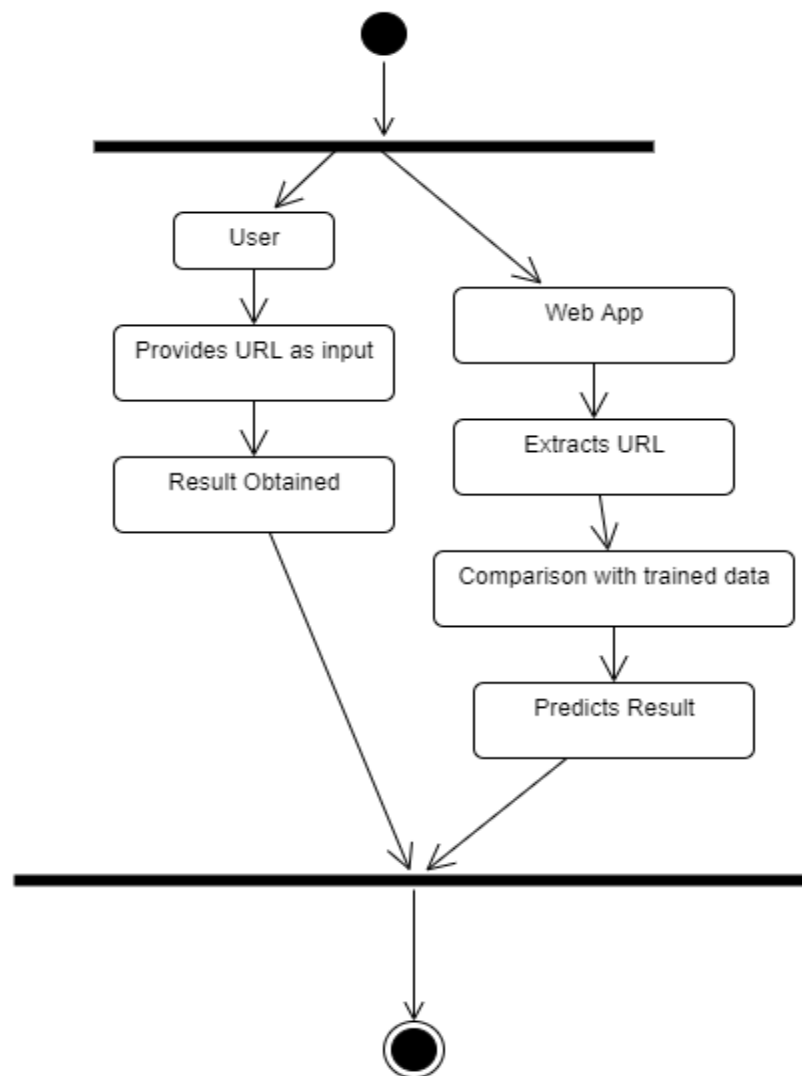 User
Web App
Provides URL as input
Extracts URL
Result Obtained
Comparison with trained data
Predicts Result